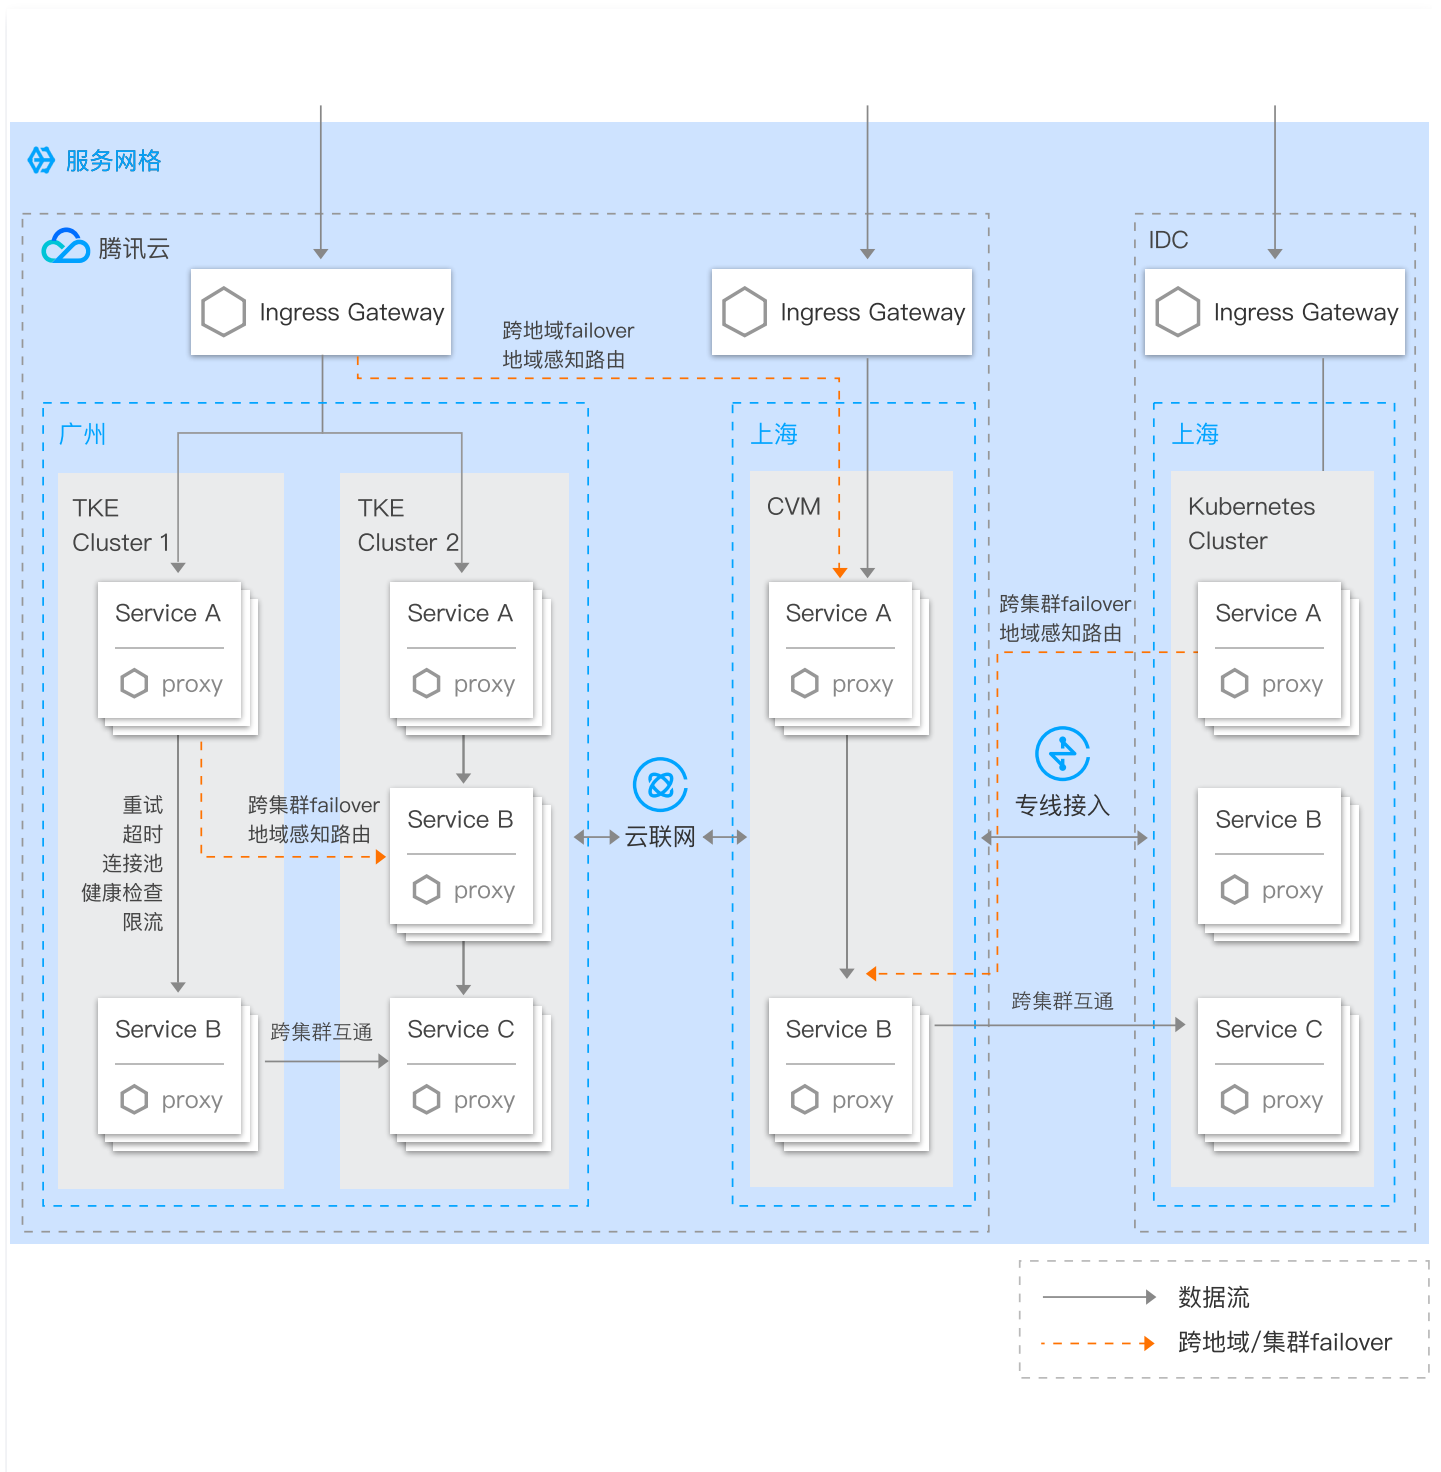 服务网格
腾讯云
IDC
Ingress Gateway
Ingress Gateway
Ingress Gateway
跨地域failover
地域感知路由
广州
上海
上海
TKE
Cluster 1
TKE
Cluster 2
CVM
Kubernetes
Cluster
Service A
proxy
Service A
proxy
Service A
proxy
跨集群failover
地域感知路由
Service A
proxy
重试
超时
连接池
健康检查
限流
跨集群failover
地域感知路由
Service B
proxy
云联网
专线接入
Service B
proxy
Service B
proxy
跨集群互通
Service C
proxy
Service B
proxy
跨集群互通
Service C
proxy
数据流
跨地域/集群failover